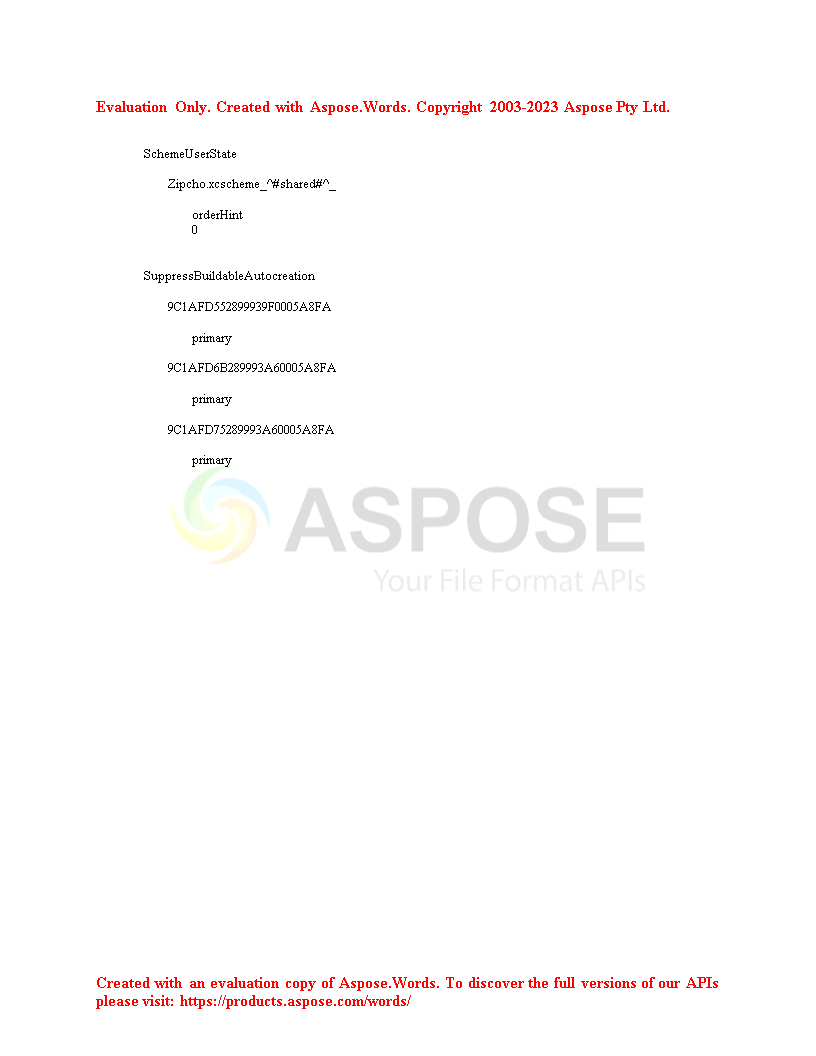 Evaluation Only. Created with Aspose.Words. Copyright 2003-2023 Aspose Pty Ltd.
SchemeUserState
Zipcho.xcscheme_^#shared#^_
orderHint
0
SuppressBuildableAutocreation
9C1AFD552899939F0005A8FA
primary
9C1AFD6B289993A60005A8FA
primary
9C1AFD75289993A60005A8FA
primary
ASPOSE
Your File Format APIs
Created with an evaluation copy of Aspose.Words. To discover the full versions of our APIs
please visit: https://products.aspose.com/words/